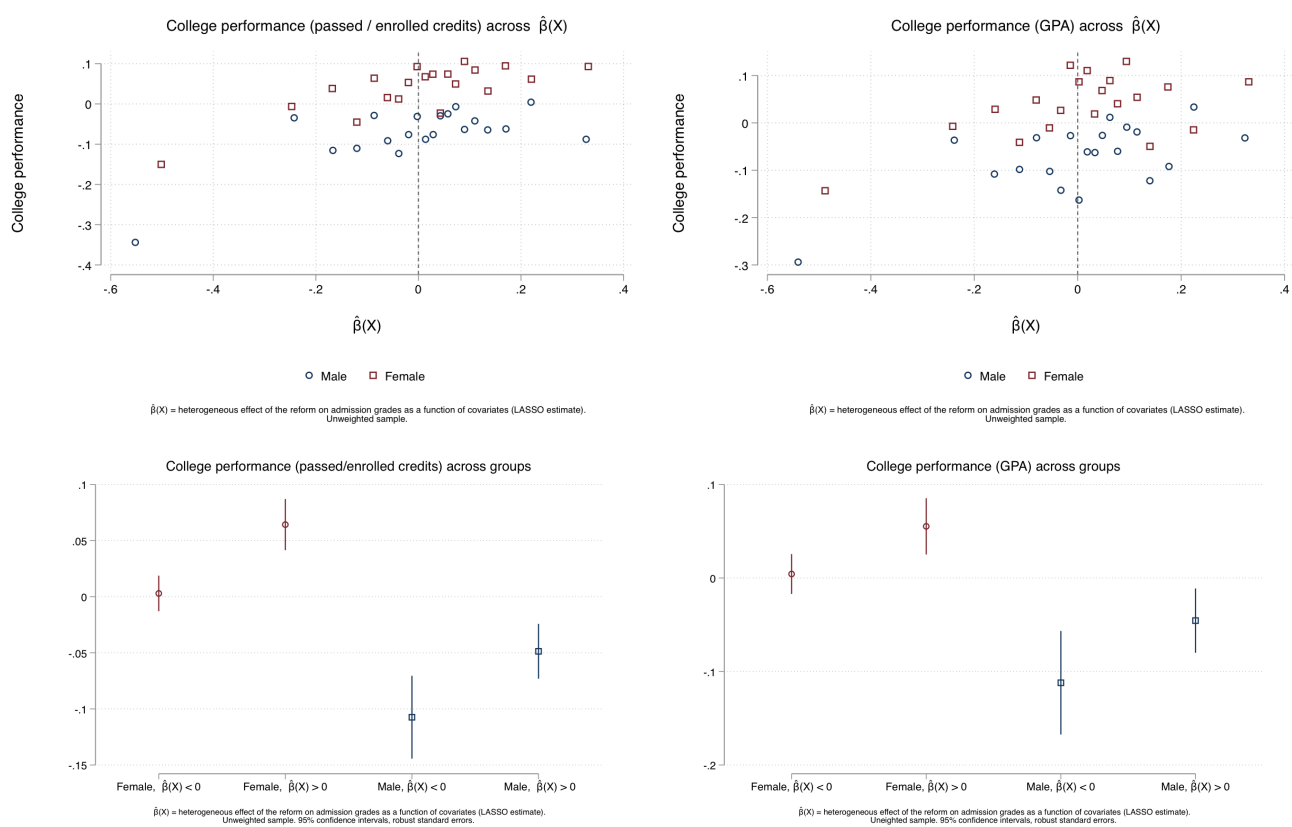 College performance (passed / enrolled credits) across β̂(X)
College performance
.1
0
-.1
-.2
-.3
-.4
-.6
-.4
-.2
0
.2
.4
β̂(X)
Male
Female
β̂(X) = heterogeneous effect of the reform on admission grades as a function of covariates (LASSO estimate).
Unweighted sample.
College performance (GPA) across β̂(X)
College performance
.1
0
-.1
-.2
-.3
-.6
-.4
-.2
0
.2
.4
β̂(X)
Male
Female
β̂(X) = heterogeneous effect of the reform on admission grades as a function of covariates (LASSO estimate).
Unweighted sample.
College performance (passed/enrolled credits) across groups
.1
.05
0
-.05
-.1
-.15
Female, β̂(X) < 0
Female, β̂(X) > 0
Male, β̂(X) < 0
Male, β̂(X) > 0
β̂(X) = heterogeneous effect of the reform on admission grades as a function of covariates (LASSO estimate).
Unweighted sample. 95% confidence intervals, robust standard errors.
College performance (GPA) across groups
.1
0
-.1
-.2
Female, β̂(X) < 0
Female, β̂(X) > 0
Male, β̂(X) < 0
Male, β̂(X) > 0
β̂(X) = heterogeneous effect of the reform on admission grades as a function of covariates (LASSO estimate).
Unweighted sample. 95% confidence intervals, robust standard errors.